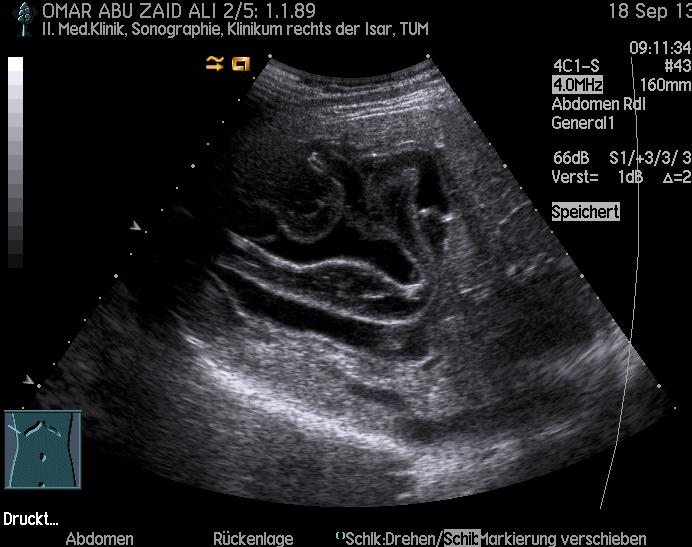 OMAR ABU ZAID ALI 2/5: 1.1.89
18 Sep 13
II. Med.Klinik, Sonographie, Klinikum rechts der Isar, TUM
09:11:34
4C1-S #43
4.0MHz 160mm
Abdomen Rdl
General1
66dB S1/+3/3/ 3
Verst= 1dB Δ=2
Speichert
Druckt...
Abdomen Rückenlage Schlk:Drehen/Schlk:Markierung verschieben